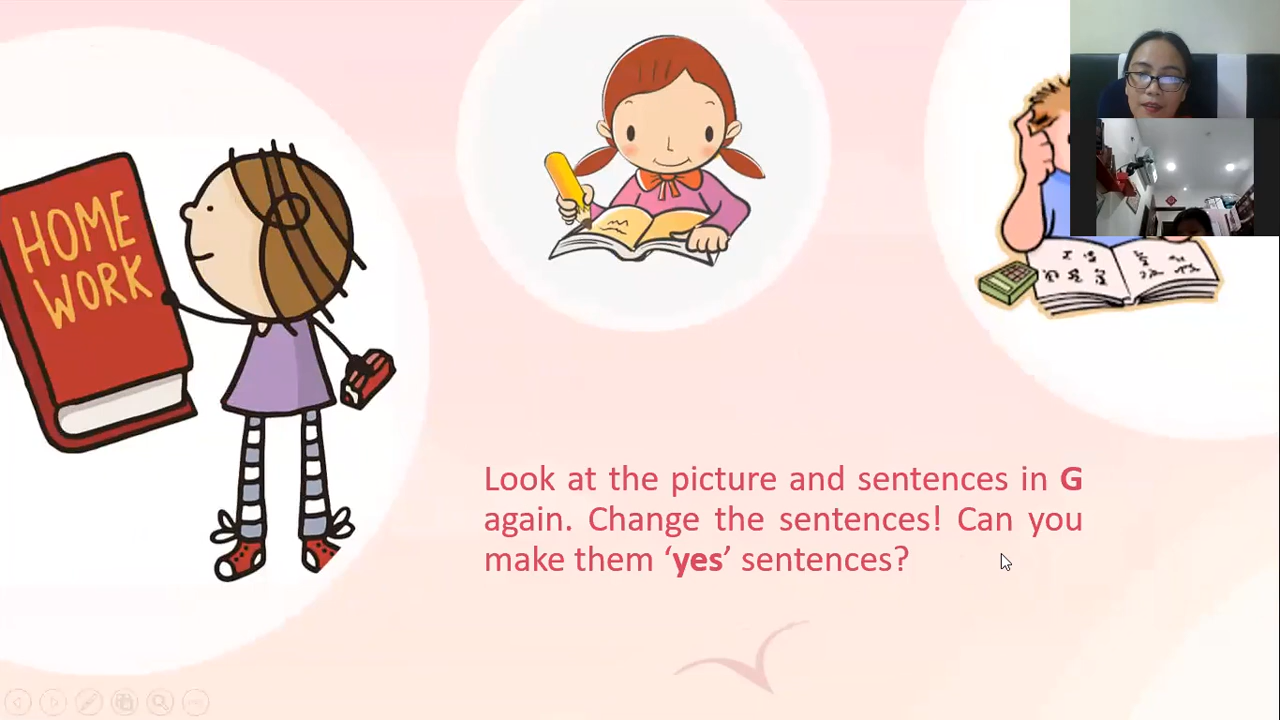 HOME
WORK
Look at the picture and sentences in G
again. Change the sentences! Can you
make them ‘yes’ sentences?